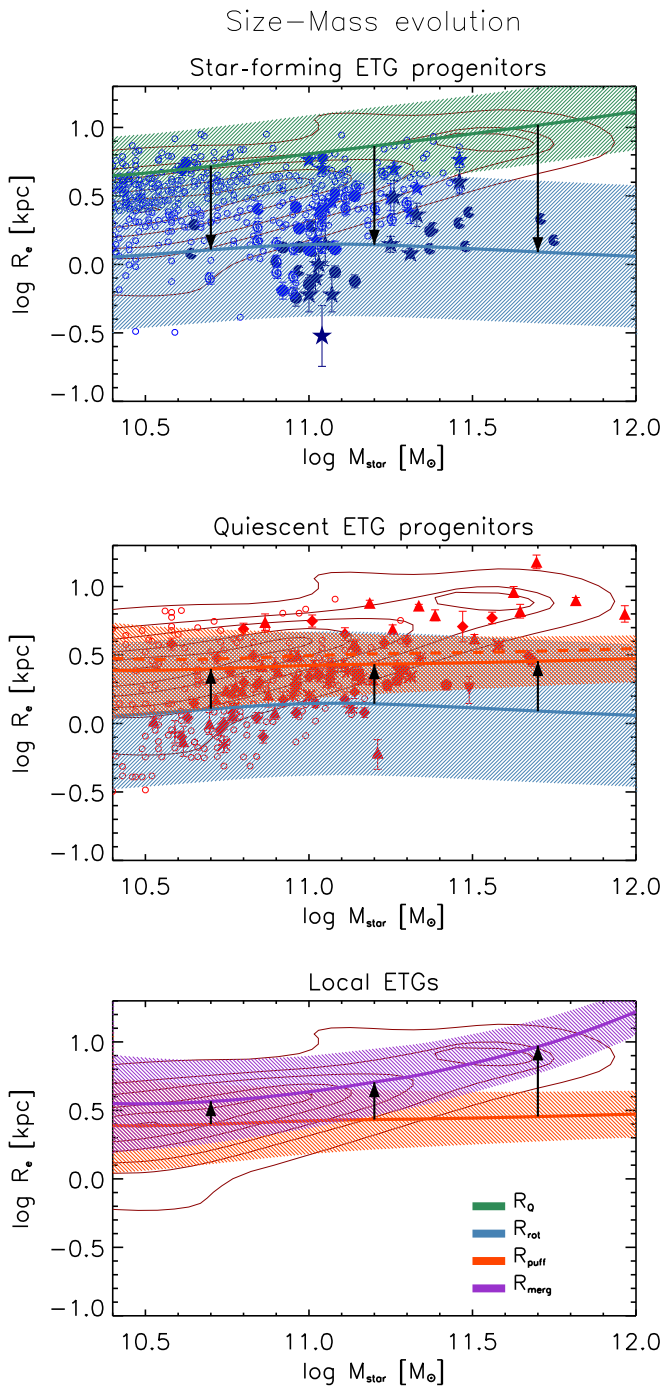 Size−Mass evolution
Star−forming ETG progenitors
1.0
0.5
0.0
−0.5
−1.0
log R_e [kpc]
10.5 11.0 11.5 12.0
log M_star [M_⊙]
Quiescent ETG progenitors
1.0
0.5
0.0
−0.5
−1.0
log R_e [kpc]
10.5 11.0 11.5 12.0
log M_star [M_⊙]
Local ETGs
1.0
0.5
0.0
−0.5
−1.0
log R_e [kpc]
R_Q
R_rot
R_puff
R_merg
10.5 11.0 11.5 12.0
log M_star [M_⊙]